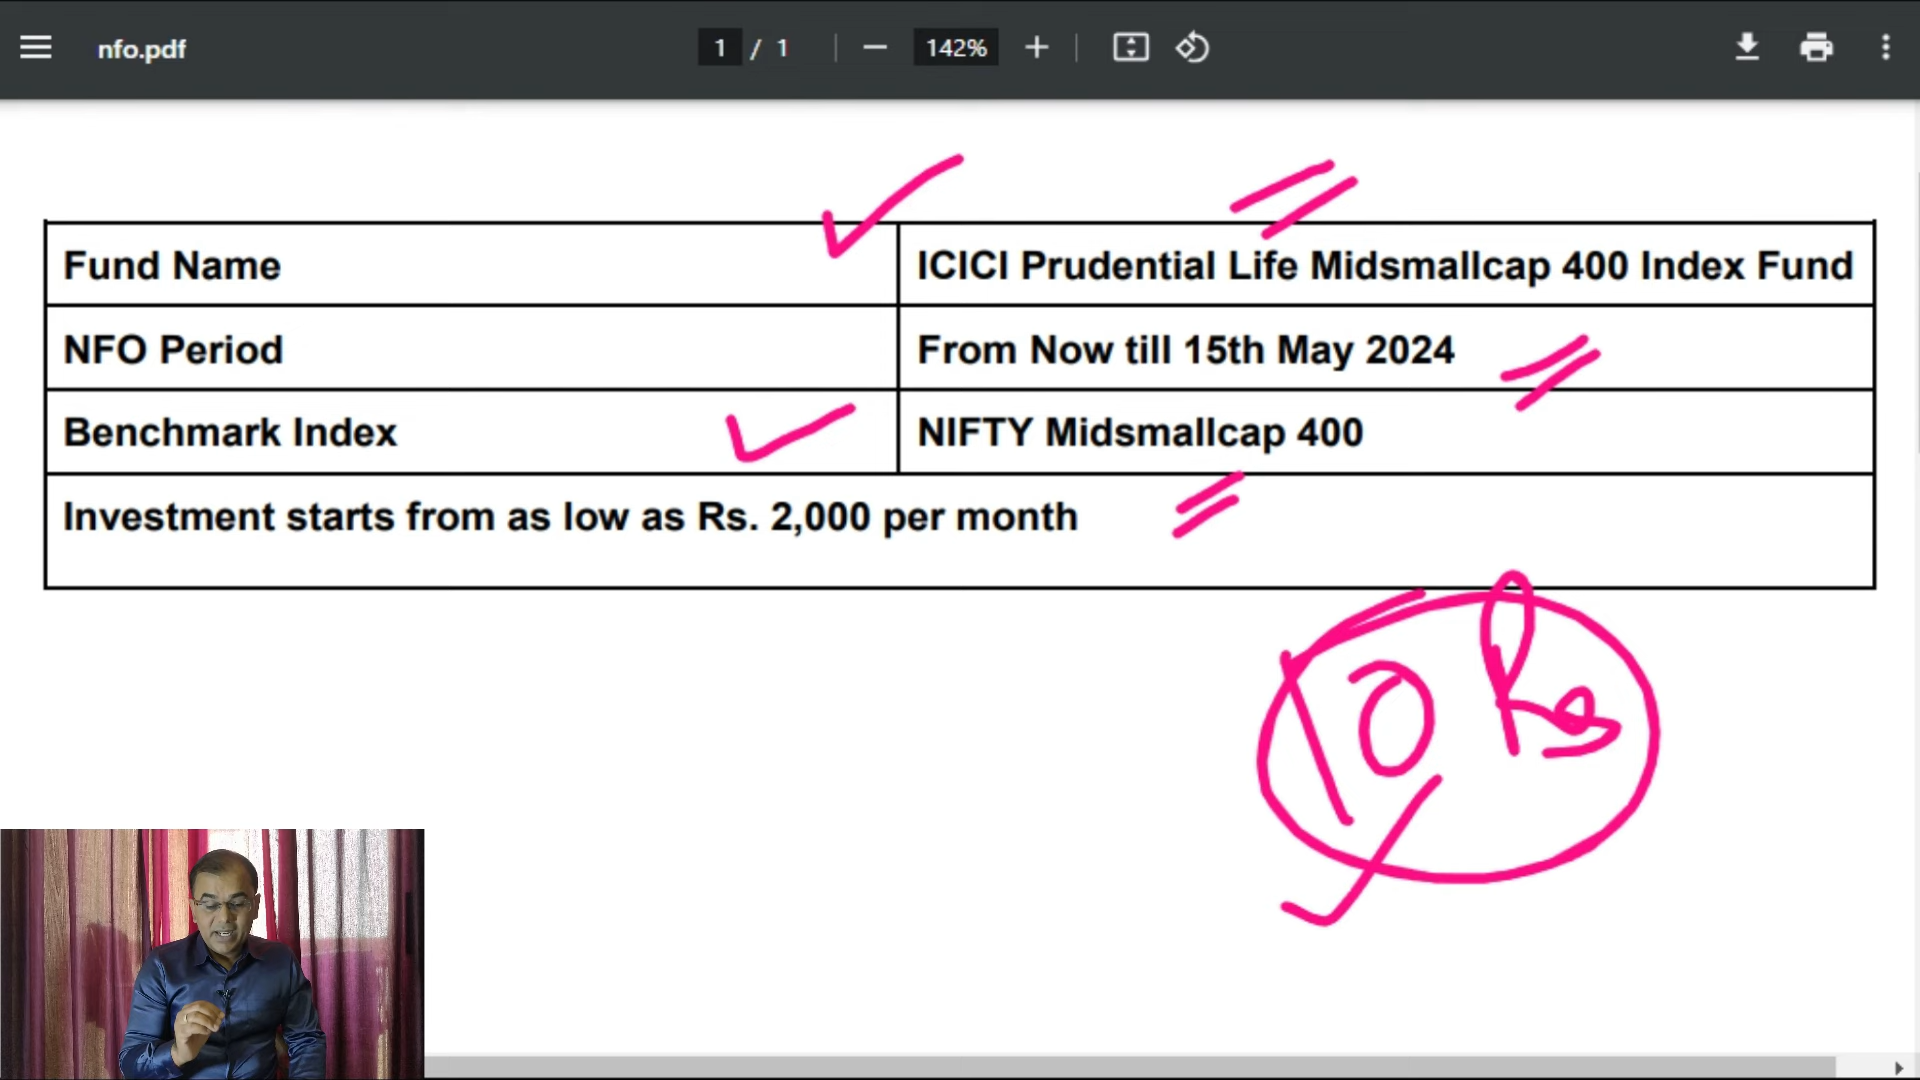 nfo.pdf
1 / 1
142%
Fund Name
ICICI Prudential Life Midsmallcap 400 Index Fund
NFO Period
From Now till 15th May 2024
Benchmark Index
NIFTY Midsmallcap 400
Investment starts from as low as Rs. 2,000 per month
10 Rs